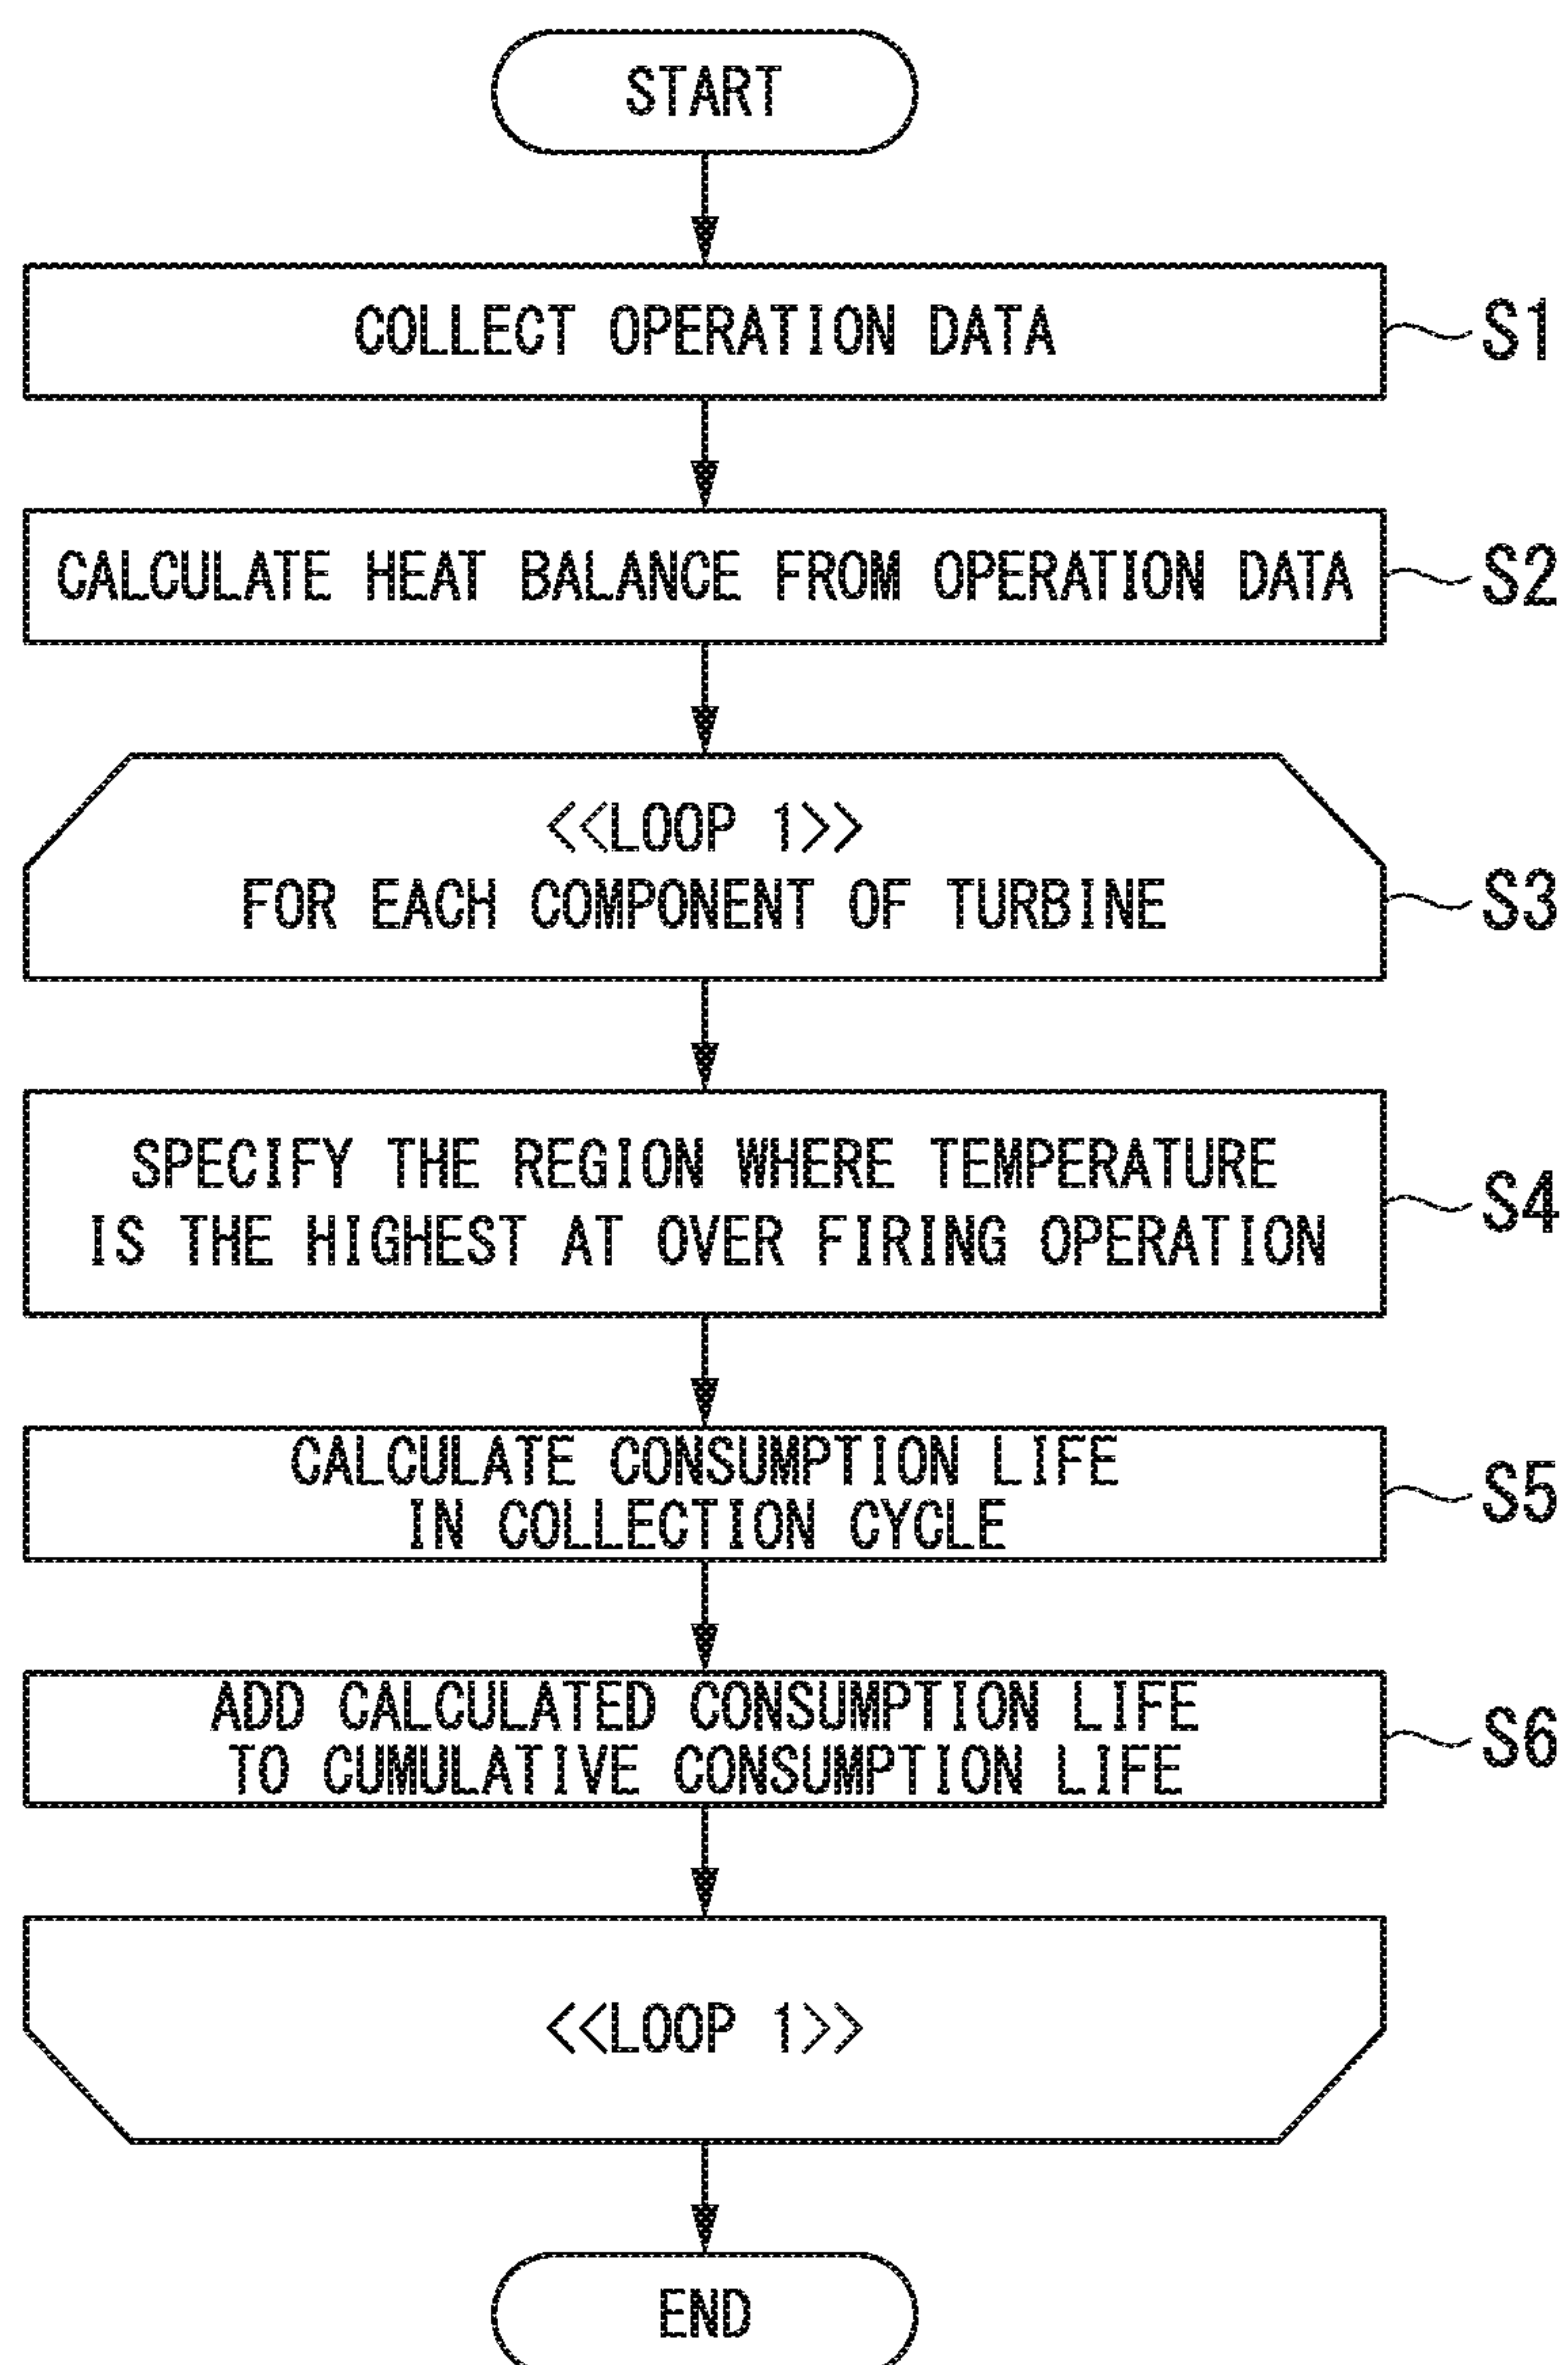 START
COLLECT OPERATION DATA
S1
CALCULATE HEAT BALANCE FROM OPERATION DATA
S2
<<LOOP 1>>
FOR EACH COMPONENT OF TURBINE
S3
SPECIFY THE REGION WHERE TEMPERATURE
IS THE HIGHEST AT OVER FIRING OPERATION
S4
CALCULATE CONSUMPTION LIFE
IN COLLECTION CYCLE
S5
ADD CALCULATED CONSUMPTION LIFE
TO CUMULATIVE CONSUMPTION LIFE
S6
<<LOOP 1>>
END